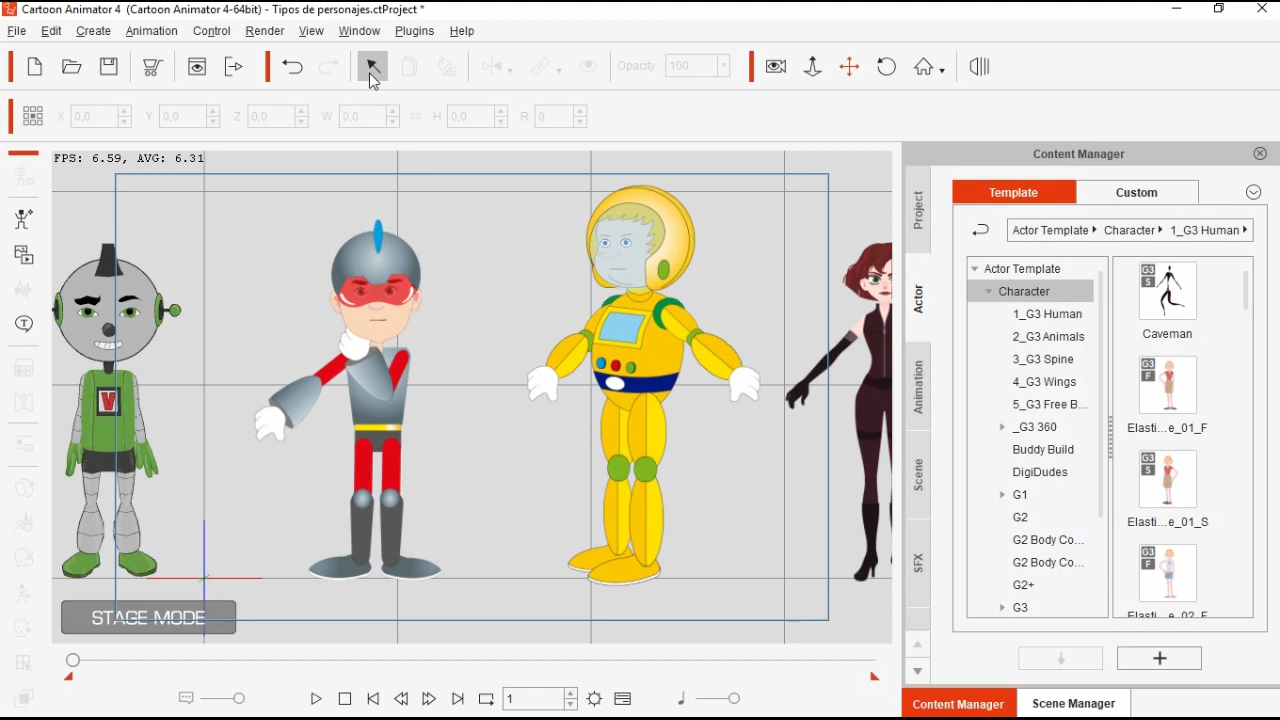 Cartoon Animator 4 (Cartoon Animator 4-64bit) - Tipos de personajes.ctProject *
File Edit Create Animation Control Render View Window Plugins Help
Opacity : 100
X 0,0 Y 0,0 Z 0,0 W 0,0 H 0,0 R 0
FPS: 6.59, AVG: 6.31
V
STAGE MODE
1
Content Manager
Project
Actor
Animation
Scene
SFX
Template Custom
Actor Template Character 1_G3 Human
Actor Template
Character
1_G3 Human
2_G3 Animals
3_G3 Spine
4_G3 Wings
5_G3 Free B...
_G3 360
Buddy Build
DigiDudes
G1
G2
G2 Body Co...
G2 Body Co...
G2+
G3
G3
S
Caveman
G3
F
Elasti...e_01_F
G3
S
Elasti...e_01_S
G3
F
Elasti...e_02_F
Content Manager Scene Manager